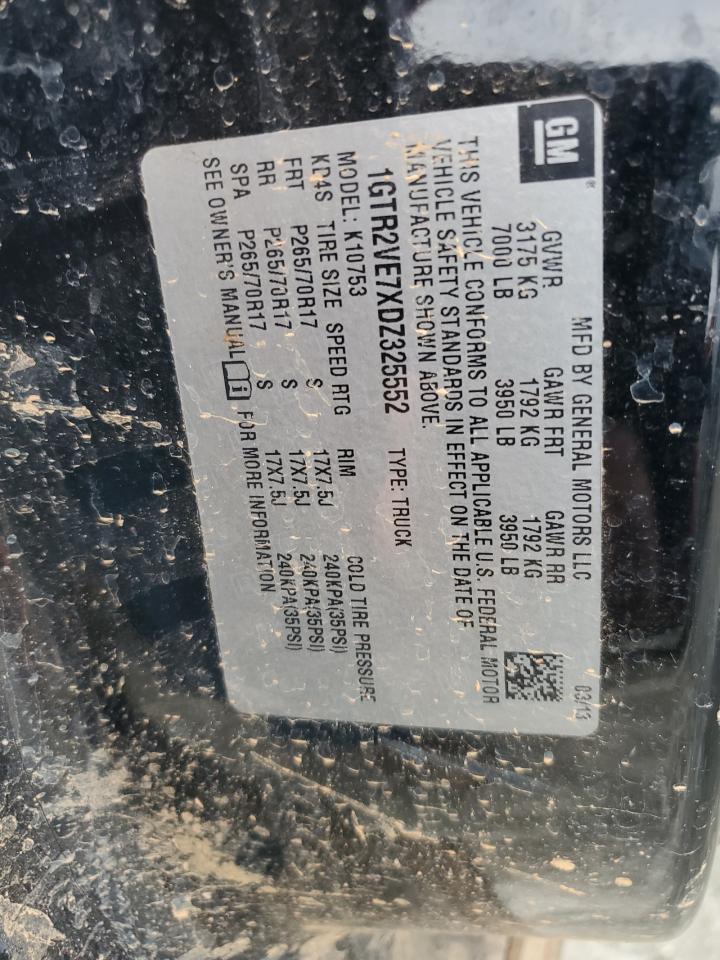 GM
MFD BY GENERAL MOTORS LLC 03/13
GVWR GAWR FRT GAWR RR
3175 KG 1792 KG 1792 KG
7000 LB 3950 LB 3950 LB
THIS VEHICLE CONFORMS TO ALL APPLICABLE U.S. FEDERAL MOTOR
VEHICLE SAFETY STANDARDS IN EFFECT ON THE DATE OF
MANUFACTURE SHOWN ABOVE.
1GTR2VE7XDZ325552 TYPE: TRUCK
MODEL: K10753
KD4S TIRE SIZE SPEED RTG RIM COLD TIRE PRESSURE
FRT P265/70R17 S 17X7.5J 240KPA(35PSI)
RR P265/70R17 S 17X7.5J 240KPA(35PSI)
SPA P265/70R17 S 17X7.5J 240KPA(35PSI)
SEE OWNER'S MANUAL i FOR MORE INFORMATION